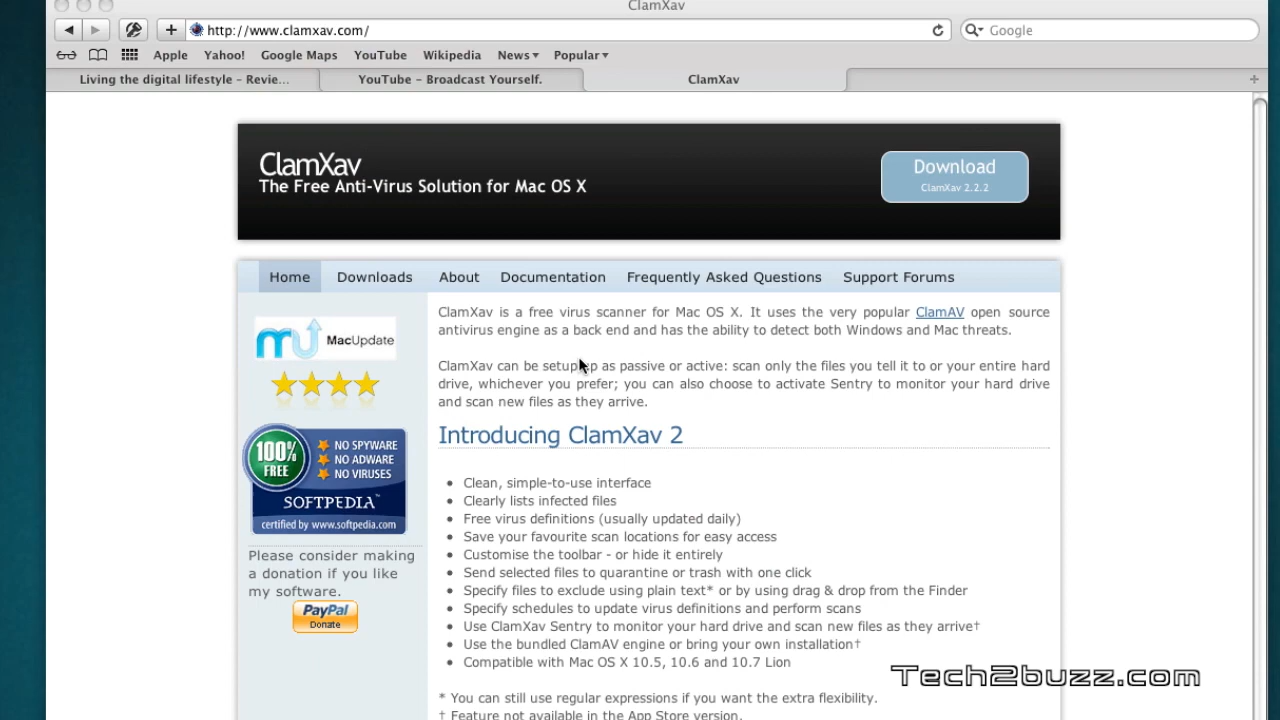 ClamXav
http://www.clamxav.com/
Google
Apple Yahoo! Google Maps YouTube Wikipedia News Popular
Living the digital lifestyle – Revie... YouTube – Broadcast Yourself. ClamXav
ClamXav
The Free Anti-Virus Solution for Mac OS X
Download
ClamXav 2.2.2
Home Downloads About Documentation Frequently Asked Questions Support Forums
MacUpdate
100% FREE
NO SPYWARE
NO ADWARE
NO VIRUSES
SOFTPEDIA™
certified by www.softpedia.com
Please consider making
a donation if you like
my software.
PayPal
Donate
ClamXav is a free virus scanner for Mac OS X. It uses the very popular ClamAV open source
antivirus engine as a back end and has the ability to detect both Windows and Mac threats.
ClamXav can be setup up as passive or active: scan only the files you tell it to or your entire hard
drive, whichever you prefer; you can also choose to activate Sentry to monitor your hard drive
and scan new files as they arrive.
Introducing ClamXav 2
• Clean, simple-to-use interface
• Clearly lists infected files
• Free virus definitions (usually updated daily)
• Save your favourite scan locations for easy access
• Customise the toolbar - or hide it entirely
• Send selected files to quarantine or trash with one click
• Specify files to exclude using plain text* or by using drag & drop from the Finder
• Specify schedules to update virus definitions and perform scans
• Use ClamXav Sentry to monitor your hard drive and scan new files as they arrive†
• Use the bundled ClamAV engine or bring your own installation†
• Compatible with Mac OS X 10.5, 10.6 and 10.7 Lion
* You can still use regular expressions if you want the extra flexibility.
† Feature not available in the App Store version.
Tech2buzz.com